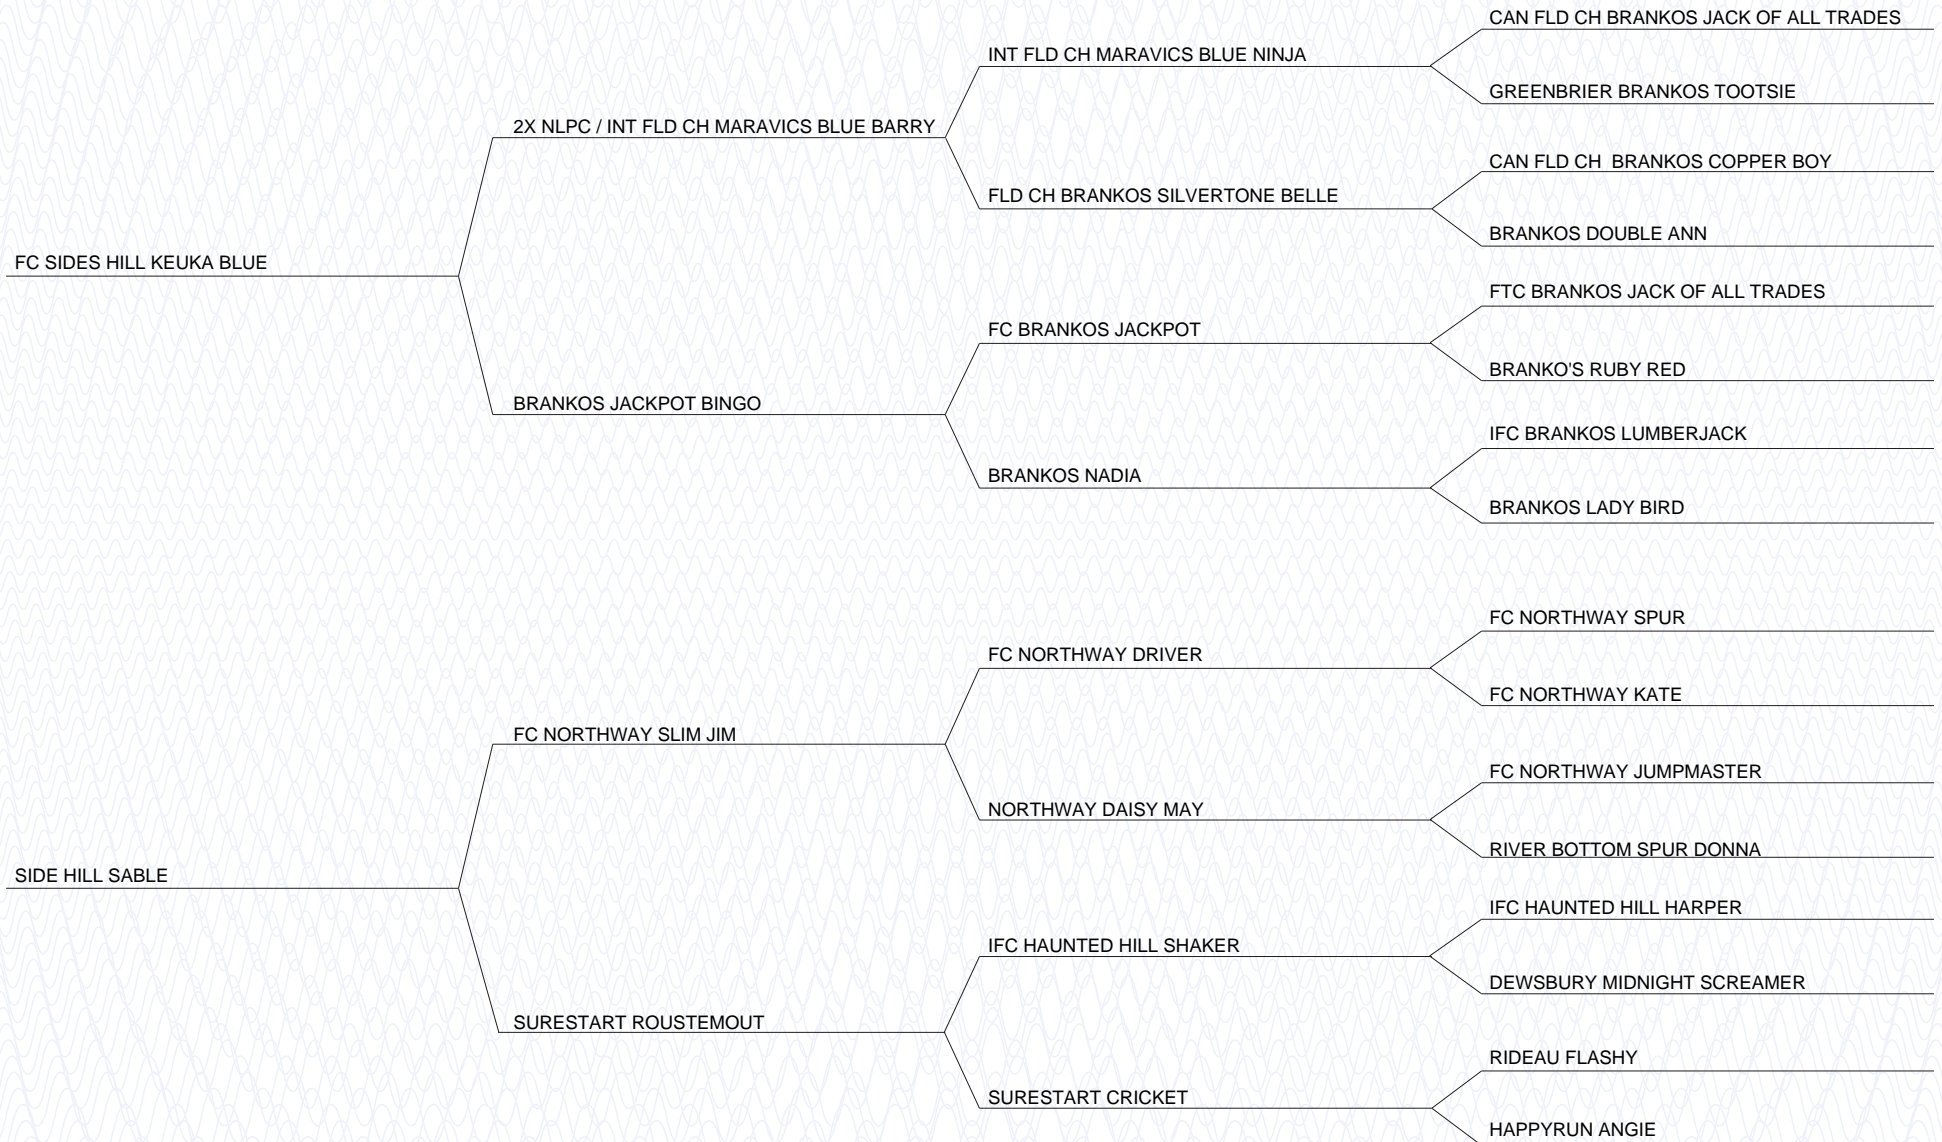 CAN FLD CH BRANKOS JACK OF ALL TRADES
INT FLD CH MARAVICS BLUE NINJA
GREENBRIER BRANKOS TOOTSIE
2X NLPC / INT FLD CH MARAVICS BLUE BARRY
CAN FLD CH  BRANKOS COPPER BOY
FLD CH BRANKOS SILVERTONE BELLE
BRANKOS DOUBLE ANN
FC SIDES HILL KEUKA BLUE
FTC BRANKOS JACK OF ALL TRADES
FC BRANKOS JACKPOT
BRANKO'S RUBY RED
BRANKOS JACKPOT BINGO
IFC BRANKOS LUMBERJACK
BRANKOS NADIA
BRANKOS LADY BIRD
FC NORTHWAY SPUR
FC NORTHWAY DRIVER
FC NORTHWAY KATE
FC NORTHWAY SLIM JIM
FC NORTHWAY JUMPMASTER
NORTHWAY DAISY MAY
RIVER BOTTOM SPUR DONNA
SIDE HILL SABLE
IFC HAUNTED HILL HARPER
IFC HAUNTED HILL SHAKER
DEWSBURY MIDNIGHT SCREAMER
SURESTART ROUSTEMOUT
RIDEAU FLASHY
SURESTART CRICKET
HAPPYRUN ANGIE